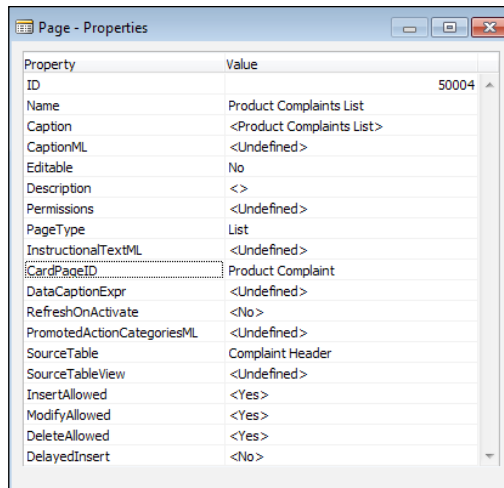 Page - Properties
Property Value
ID 50004
Name Product Complaints List
Caption <Product Complaints List>
CaptionML <Undefined>
Editable No
Description <>
Permissions <Undefined>
PageType List
InstructionalTextML <Undefined>
CardPageID Product Complaint
DataCaptionExpr <Undefined>
RefreshOnActivate <No>
PromotedActionCategoriesML <Undefined>
SourceTable Complaint Header
SourceTableView <Undefined>
InsertAllowed <Yes>
ModifyAllowed <Yes>
DeleteAllowed <Yes>
DelayedInsert <No>